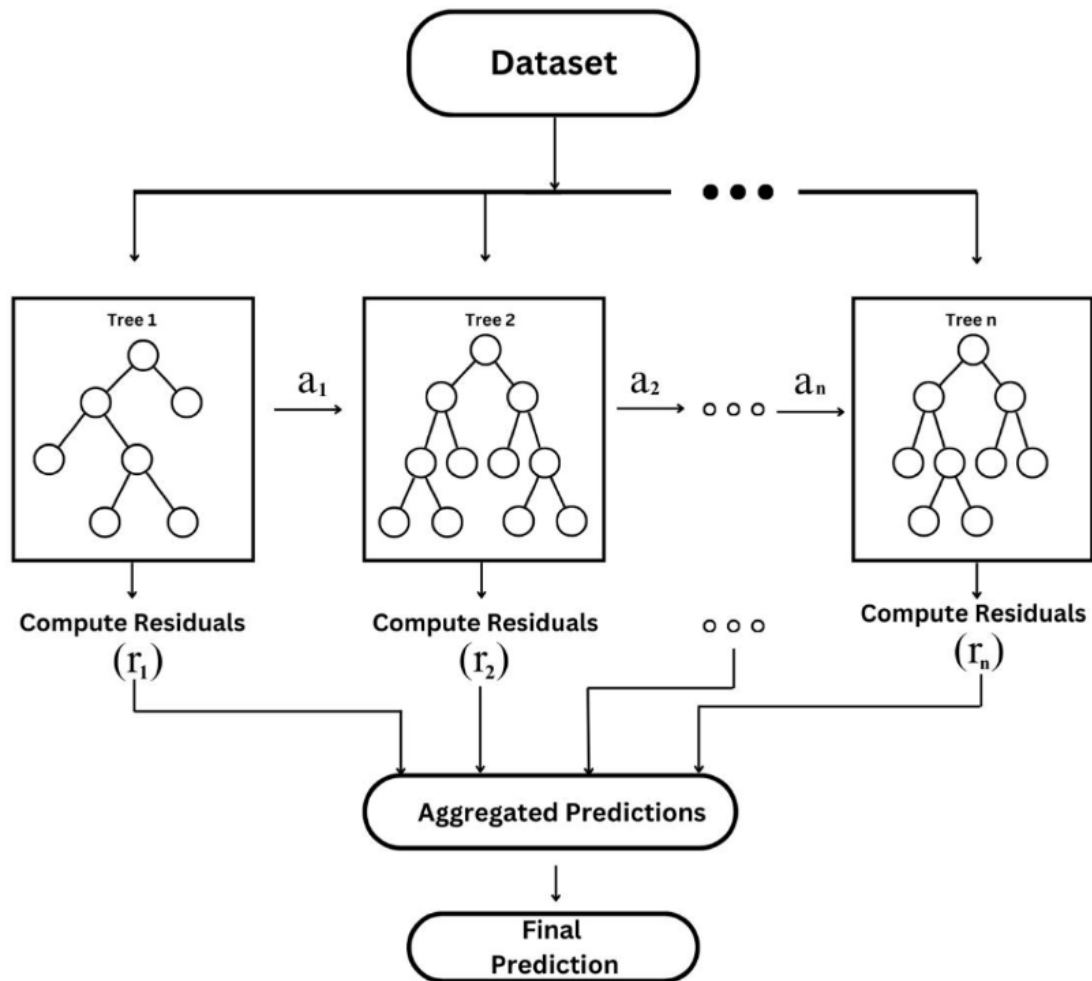 Dataset
Tree 1
Tree 2
Tree n
a₁
a₂
aₙ
Compute Residuals
(r₁)
Compute Residuals
(r₂)
Compute Residuals
(rₙ)
Aggregated Predictions
Final
Prediction